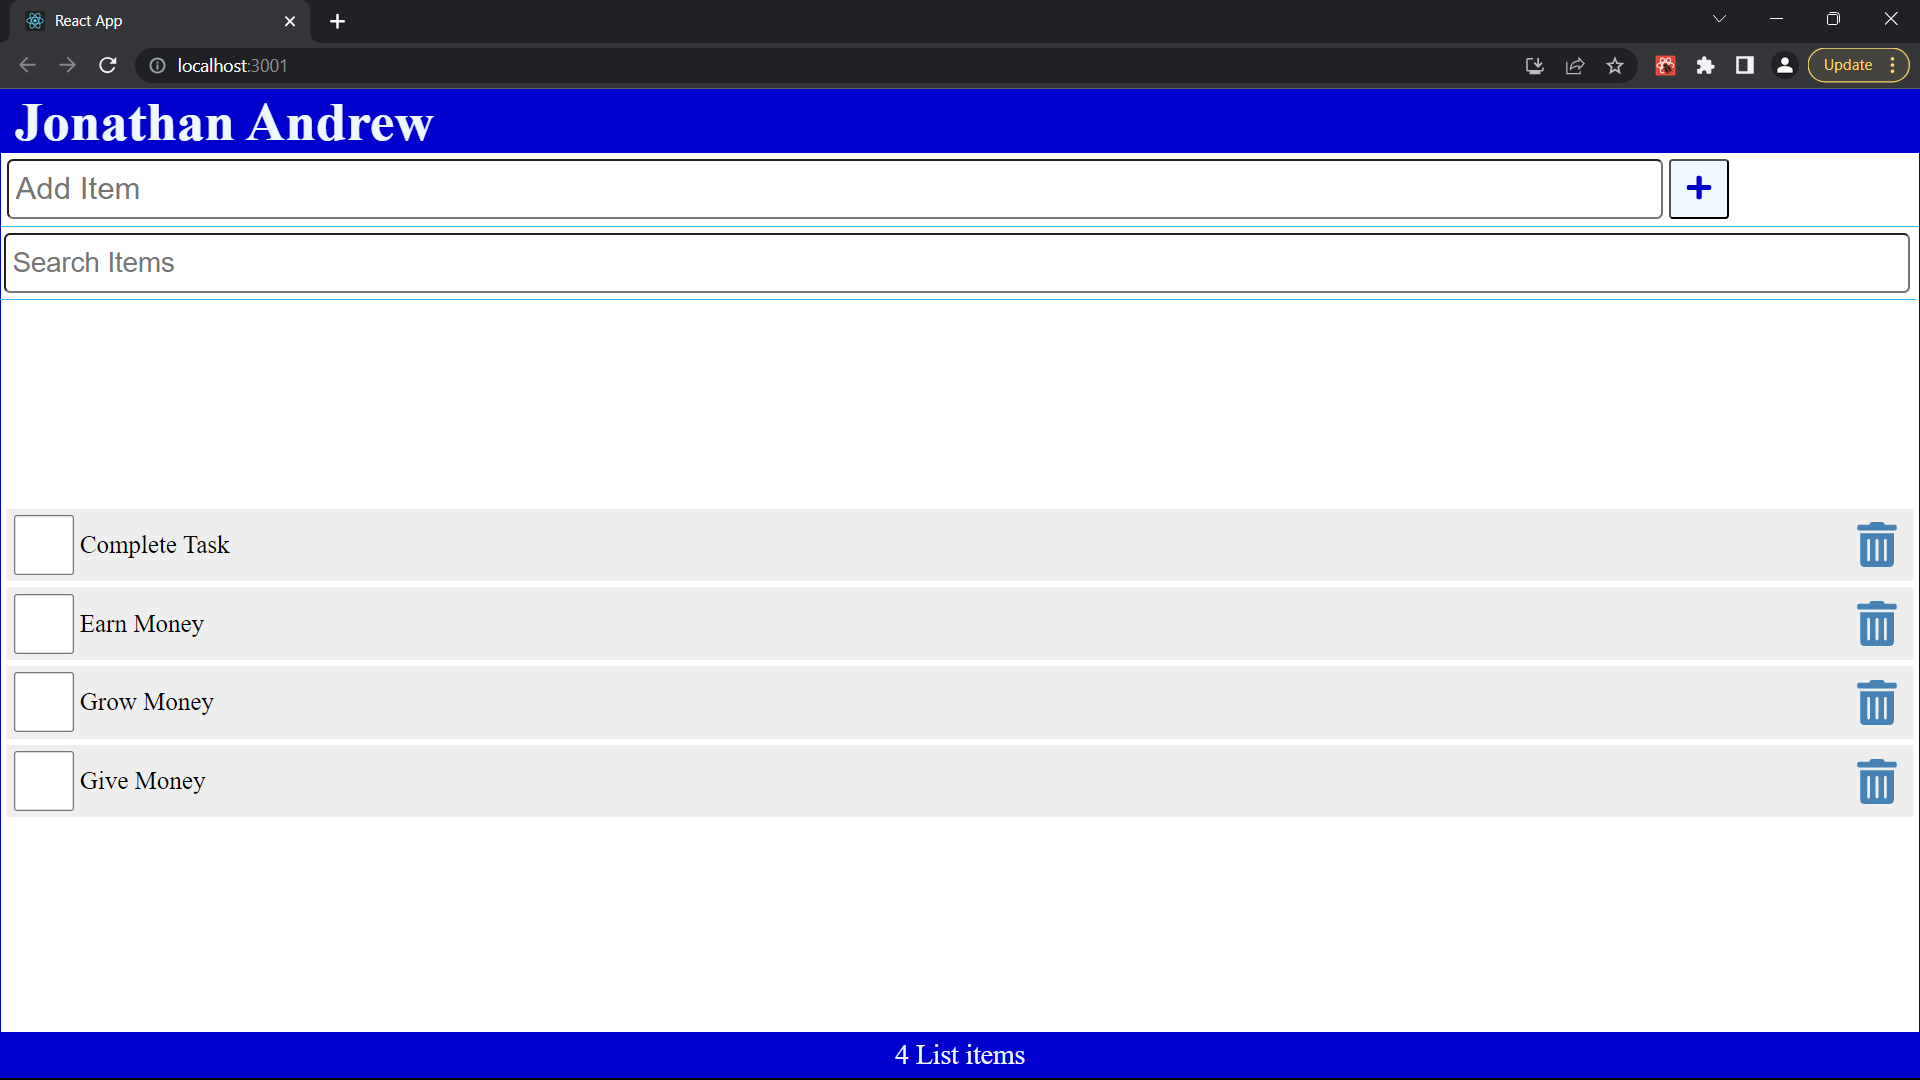 React App
localhost:3001
Update
Jonathan Andrew
Add Item
Search Items
Complete Task
Earn Money
Grow Money
Give Money
4 List items